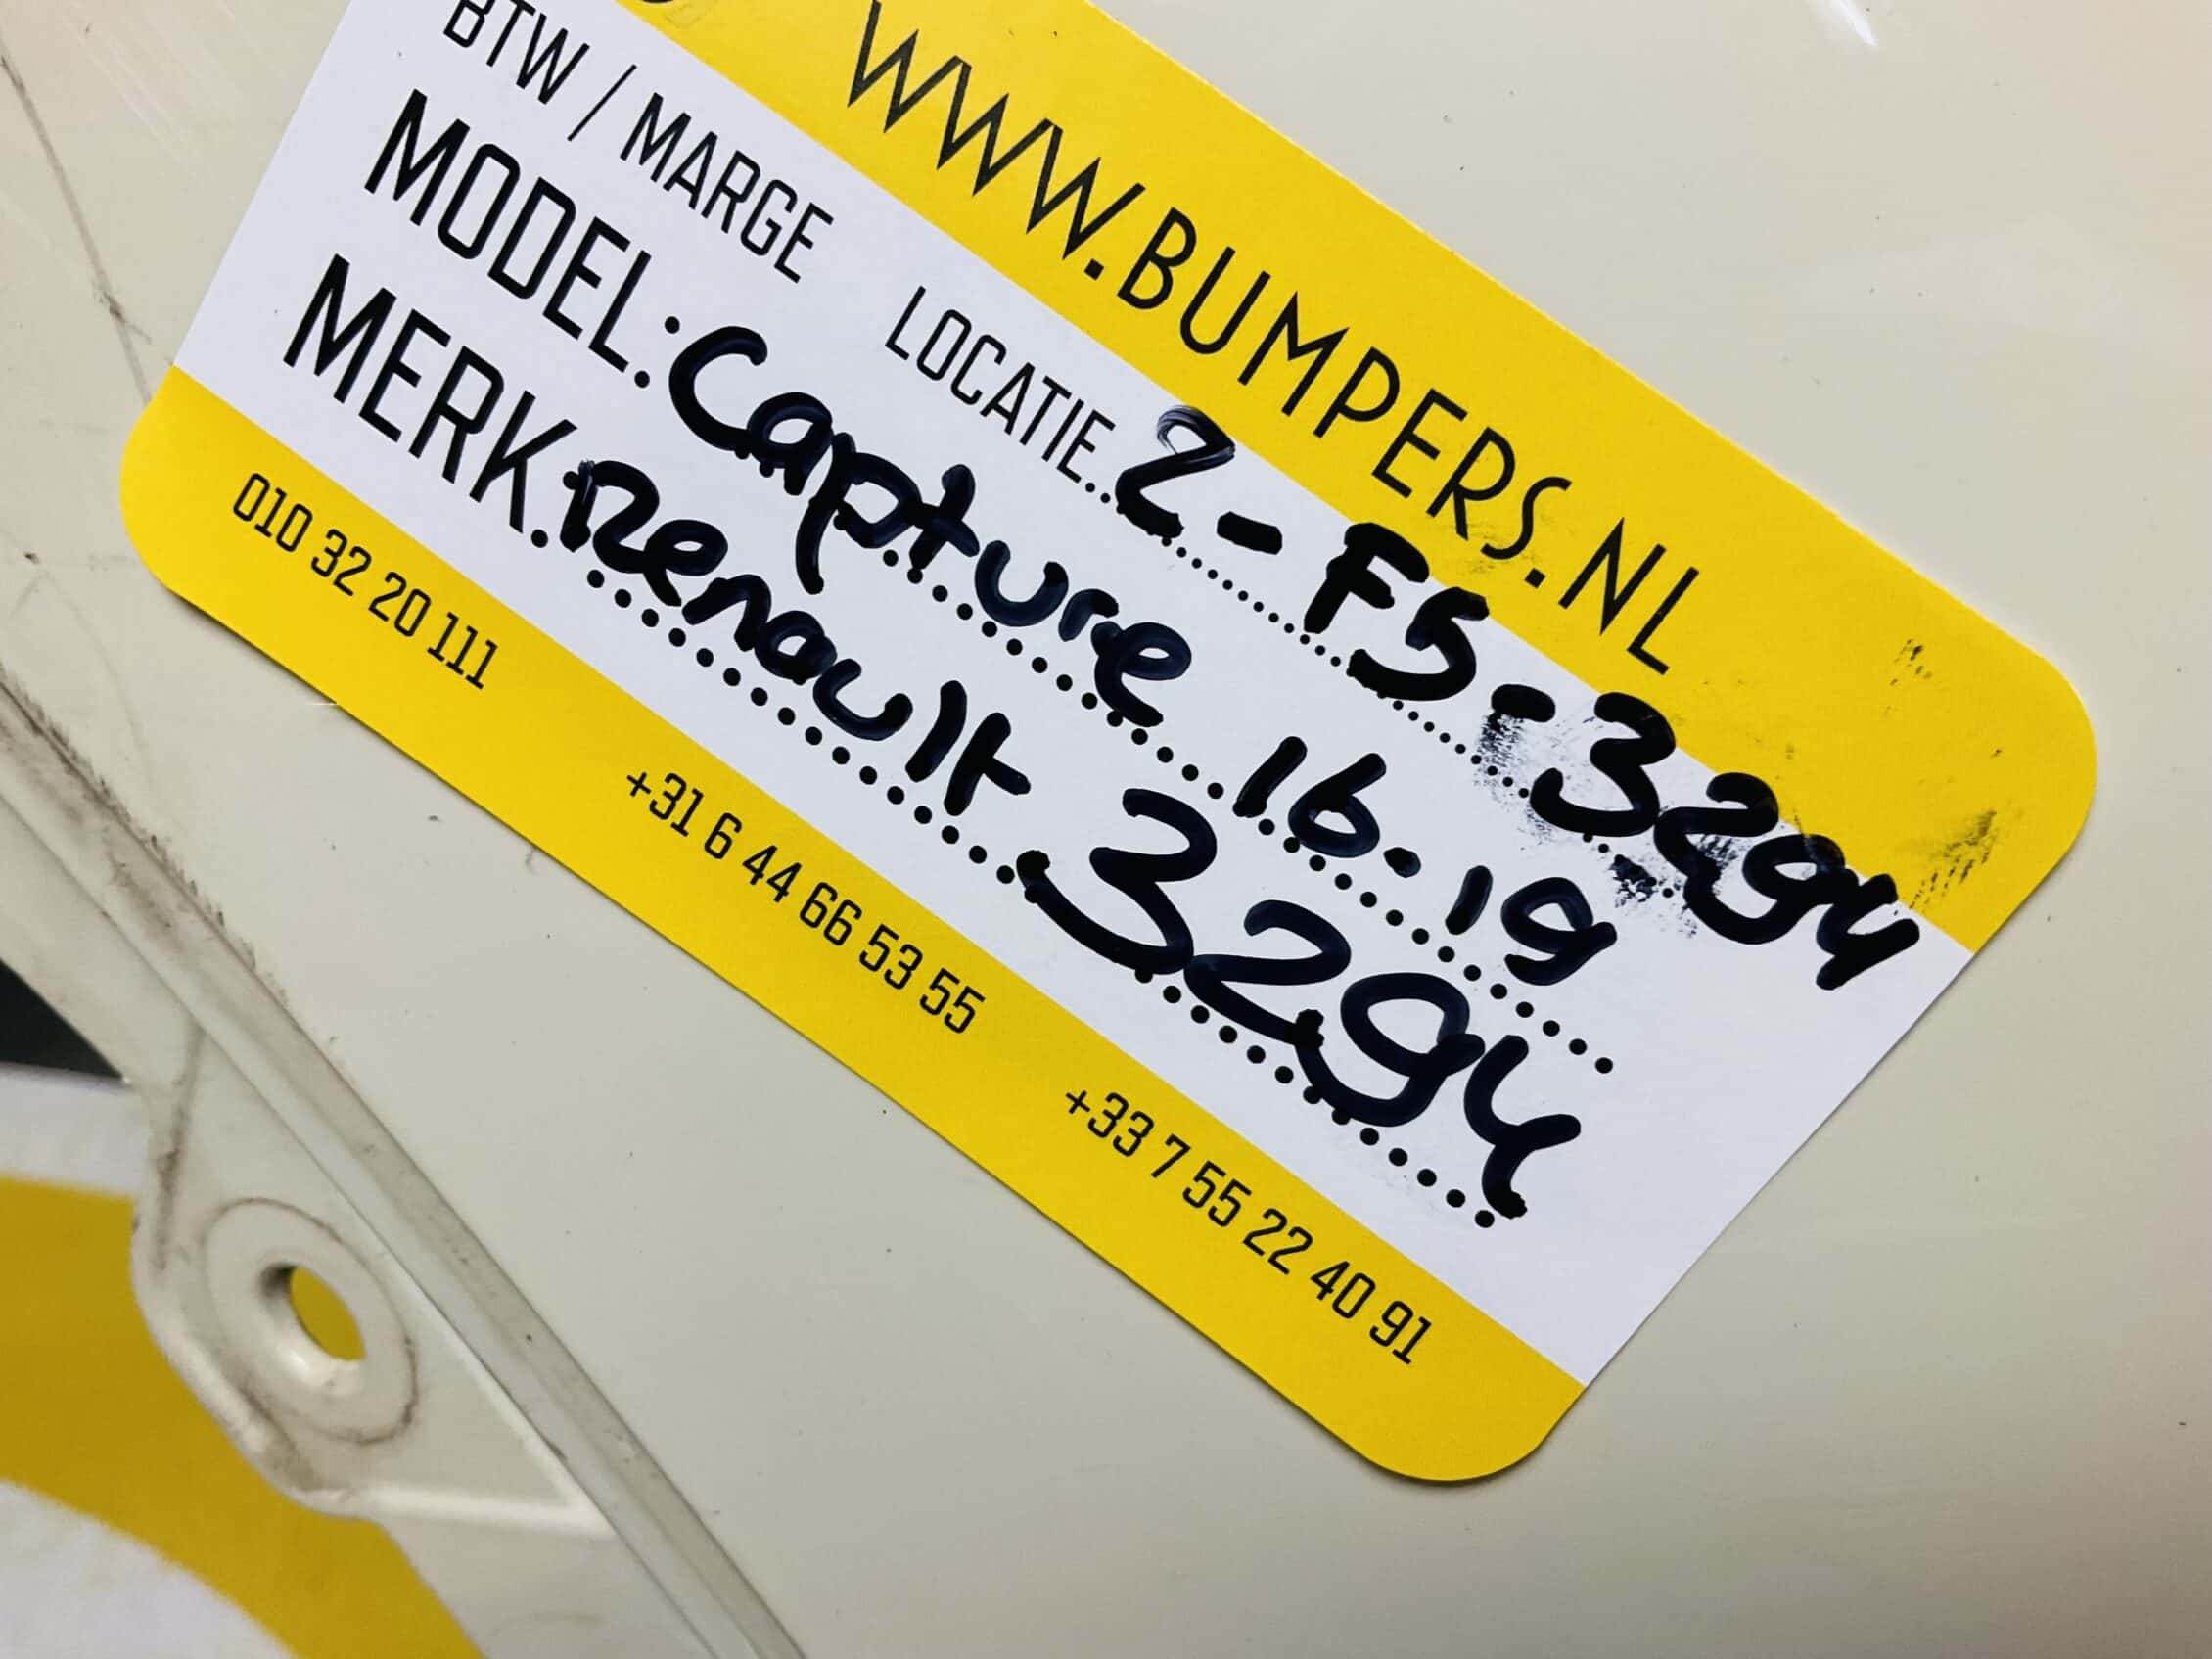 WWW.BUMPERS.NL
BTW / MARGE LOCATIE..2-F5-3294
MODEL:Capture 16-19
MERK.Renault 3294
010 32 20 111 +31 6 44 66 53 55 +33 7 55 22 40 91